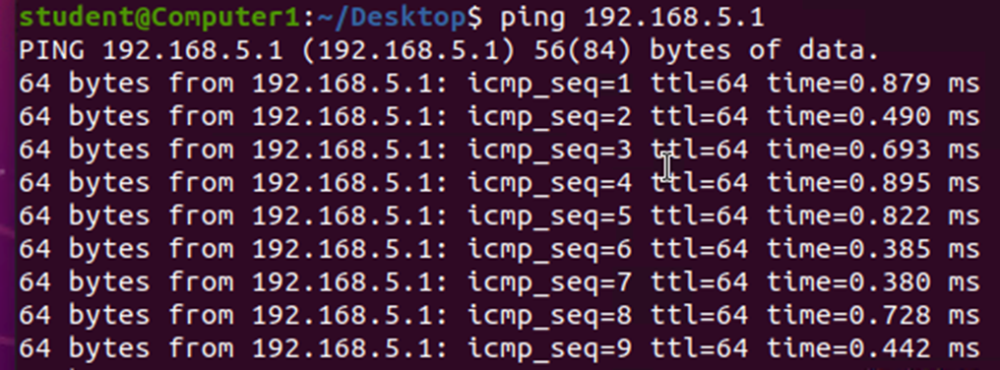 student@Computer1:~/Desktop$ ping 192.168.5.1
PING 192.168.5.1 (192.168.5.1) 56(84) bytes of data.
64 bytes from 192.168.5.1: icmp_seq=1 ttl=64 time=0.879 ms
64 bytes from 192.168.5.1: icmp_seq=2 ttl=64 time=0.490 ms
64 bytes from 192.168.5.1: icmp_seq=3 ttl=64 time=0.693 ms
64 bytes from 192.168.5.1: icmp_seq=4 ttl=64 time=0.895 ms
64 bytes from 192.168.5.1: icmp_seq=5 ttl=64 time=0.822 ms
64 bytes from 192.168.5.1: icmp_seq=6 ttl=64 time=0.385 ms
64 bytes from 192.168.5.1: icmp_seq=7 ttl=64 time=0.380 ms
64 bytes from 192.168.5.1: icmp_seq=8 ttl=64 time=0.728 ms
64 bytes from 192.168.5.1: icmp_seq=9 ttl=64 time=0.442 ms